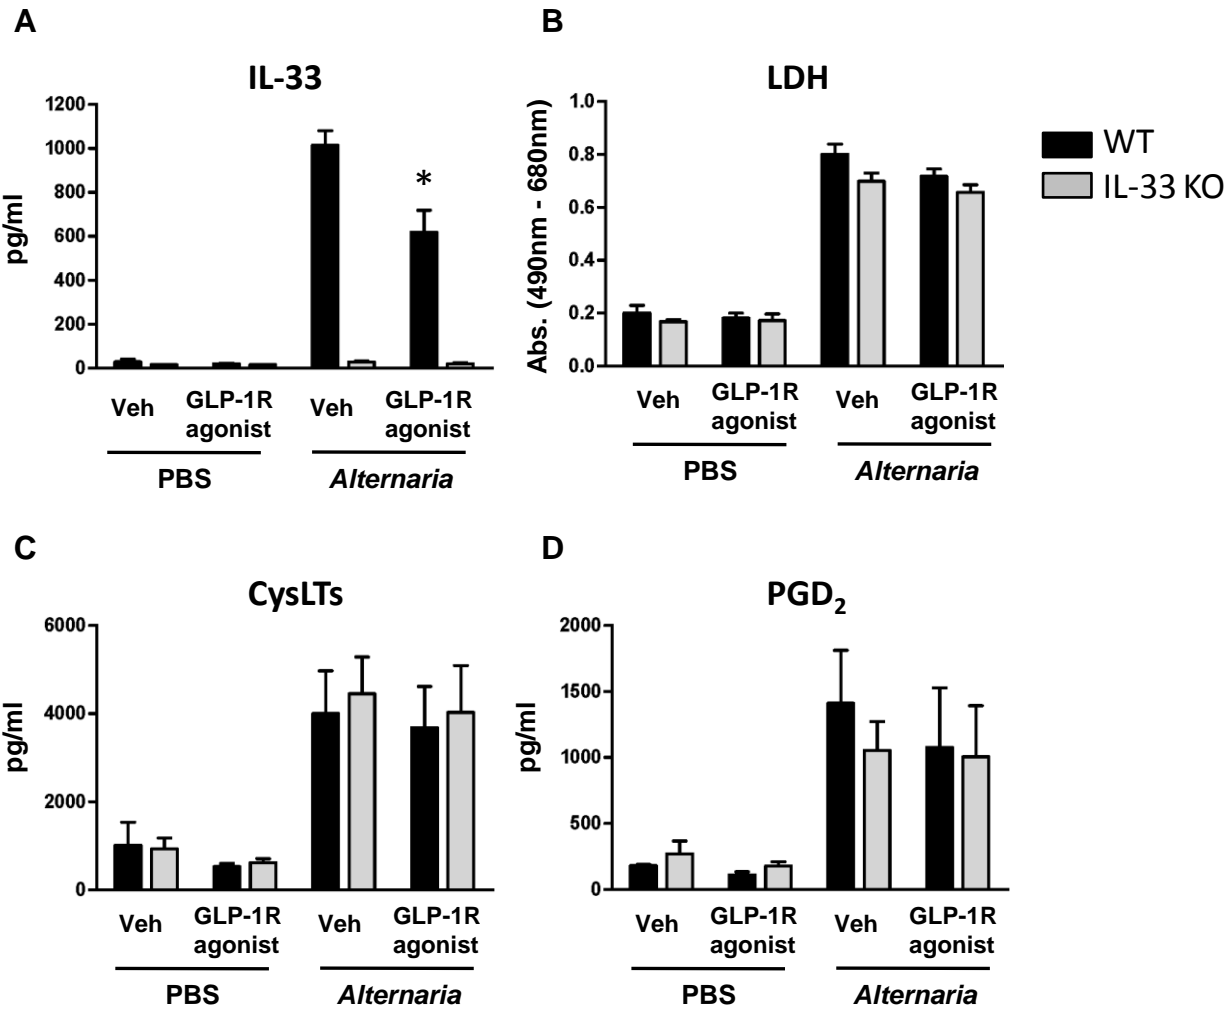 A
IL-33
pg/ml
1200
1000
800
600
400
200
0
*
Veh
GLP-1R
agonist
Veh
GLP-1R
agonist
PBS
Alternaria
B
LDH
Abs. (490nm - 680nm)
1.0
0.8
0.6
0.4
0.2
0.0
Veh
GLP-1R
agonist
Veh
GLP-1R
agonist
PBS
Alternaria
WT
IL-33 KO
C
CysLTs
pg/ml
6000
4000
2000
0
Veh
GLP-1R
agonist
Veh
GLP-1R
agonist
PBS
Alternaria
D
PGD2
pg/ml
2000
1500
1000
500
0
Veh
GLP-1R
agonist
Veh
GLP-1R
agonist
PBS
Alternaria